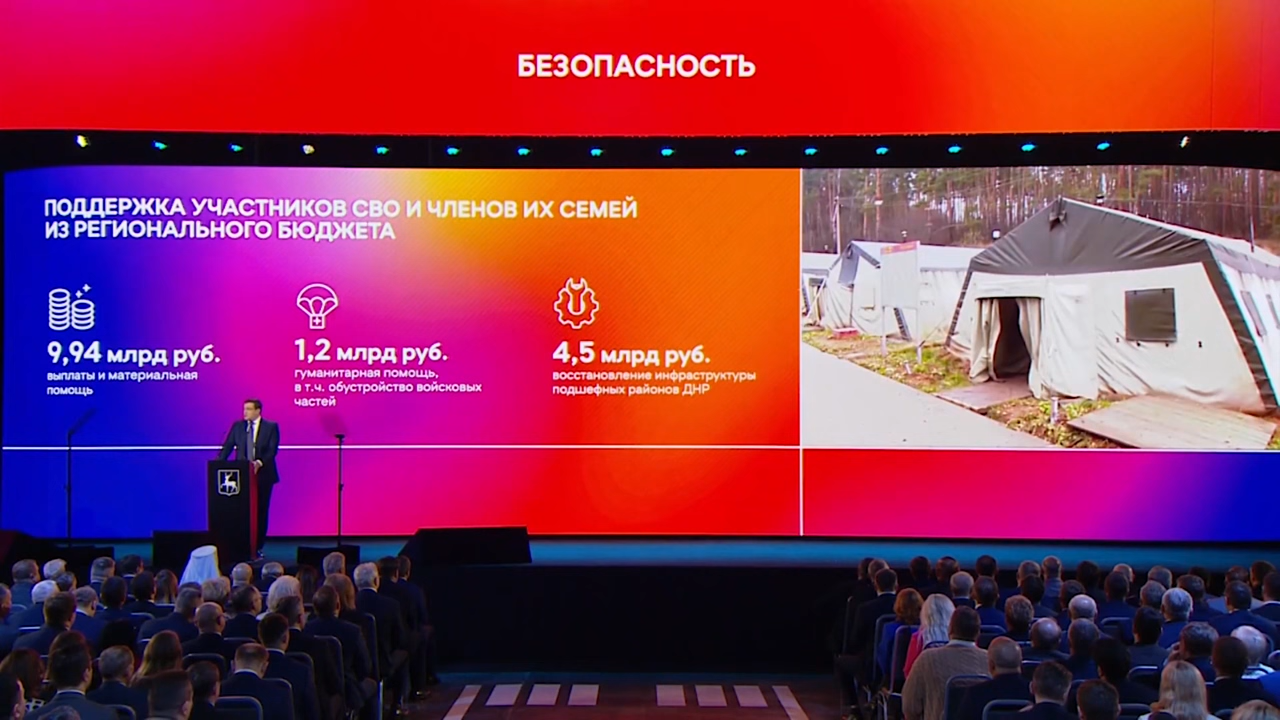 БЕЗОПАСНОСТЬ
ПОДДЕРЖКА УЧАСТНИКОВ СВО И ЧЛЕНОВ ИХ СЕМЕЙ
ИЗ РЕГИОНАЛЬНОГО БЮДЖЕТА
9,94 млрд руб.
выплаты и материальная
помощь
1,2 млрд руб.
гуманитарная помощь,
в т.ч. обустройство войсковых
частей
4,5 млрд руб.
восстановление инфраструктуры
подшефных районов ДНР